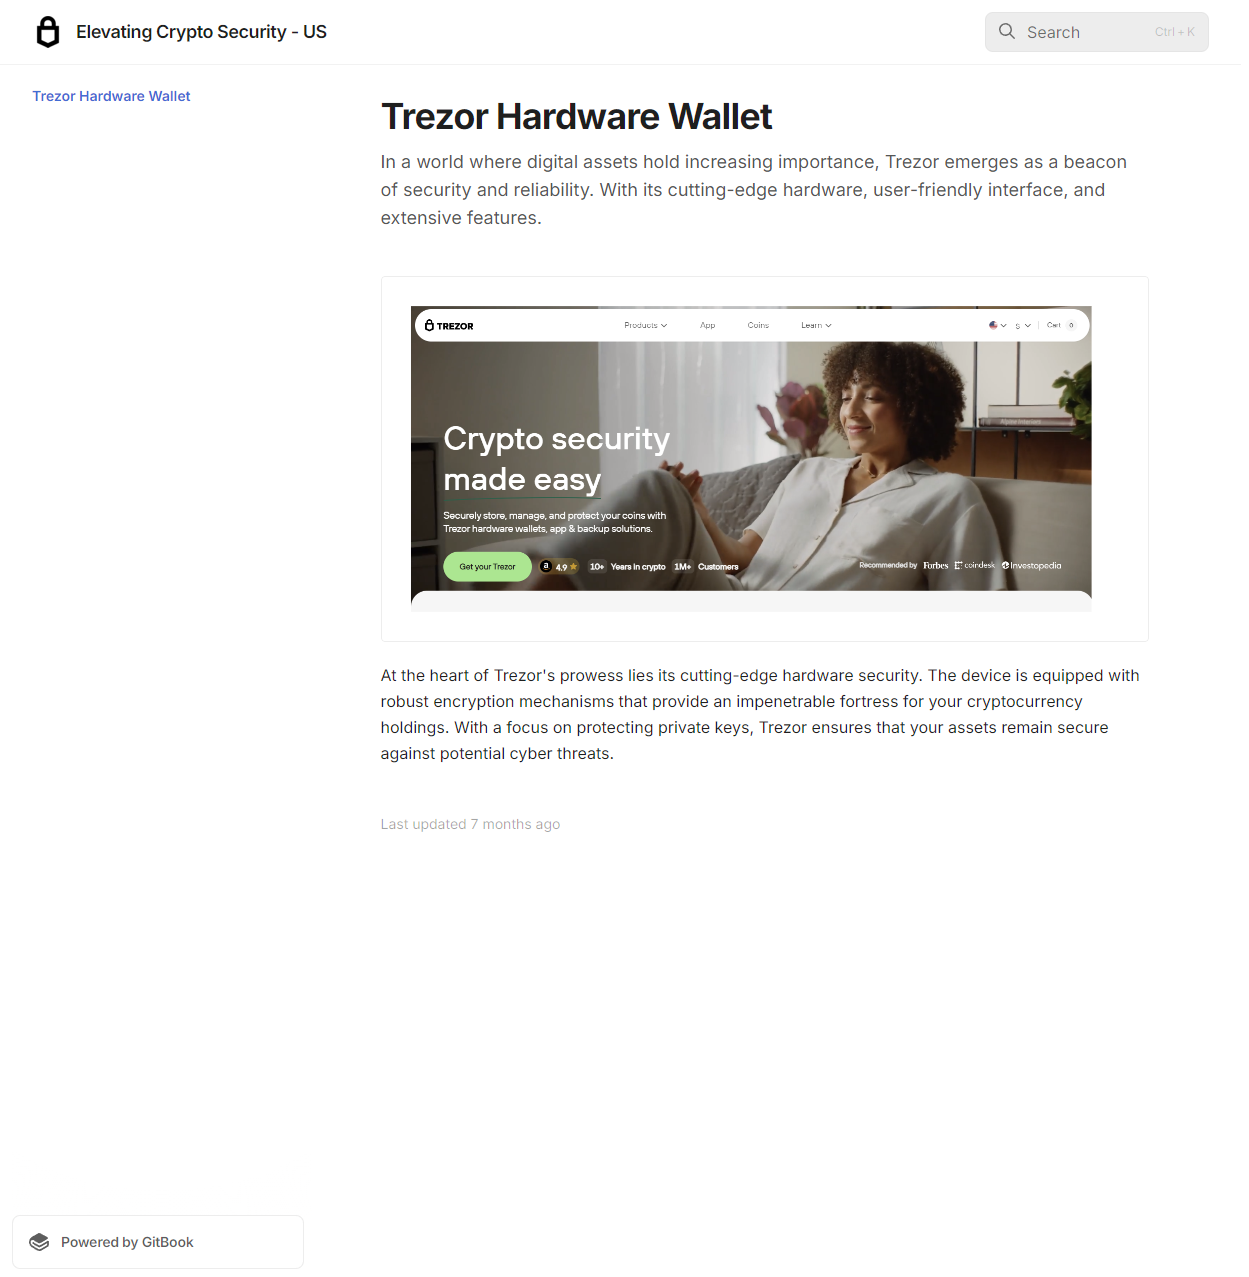 Elevating Crypto Security - US
Search
Ctrl + K
Trezor Hardware Wallet
Trezor Hardware Wallet
In a world where digital assets hold increasing importance, Trezor emerges as a beacon
of security and reliability. With its cutting-edge hardware, user-friendly interface, and
extensive features.
TREZOR
Products
App
Coins
Learn
$
Cart
0
Alpine Interiors
Crypto security
made easy
Securely store, manage, and protect your coins with
Trezor hardware wallets, app & backup solutions.
Get your Trezor
a
4.9
10+ Years in crypto
1M+ Customers
Recommended by
Forbes
coindesk
Investopedia
At the heart of Trezor's prowess lies its cutting-edge hardware security. The device is equipped with
robust encryption mechanisms that provide an impenetrable fortress for your cryptocurrency
holdings. With a focus on protecting private keys, Trezor ensures that your assets remain secure
against potential cyber threats.
Last updated 7 months ago
Powered by GitBook